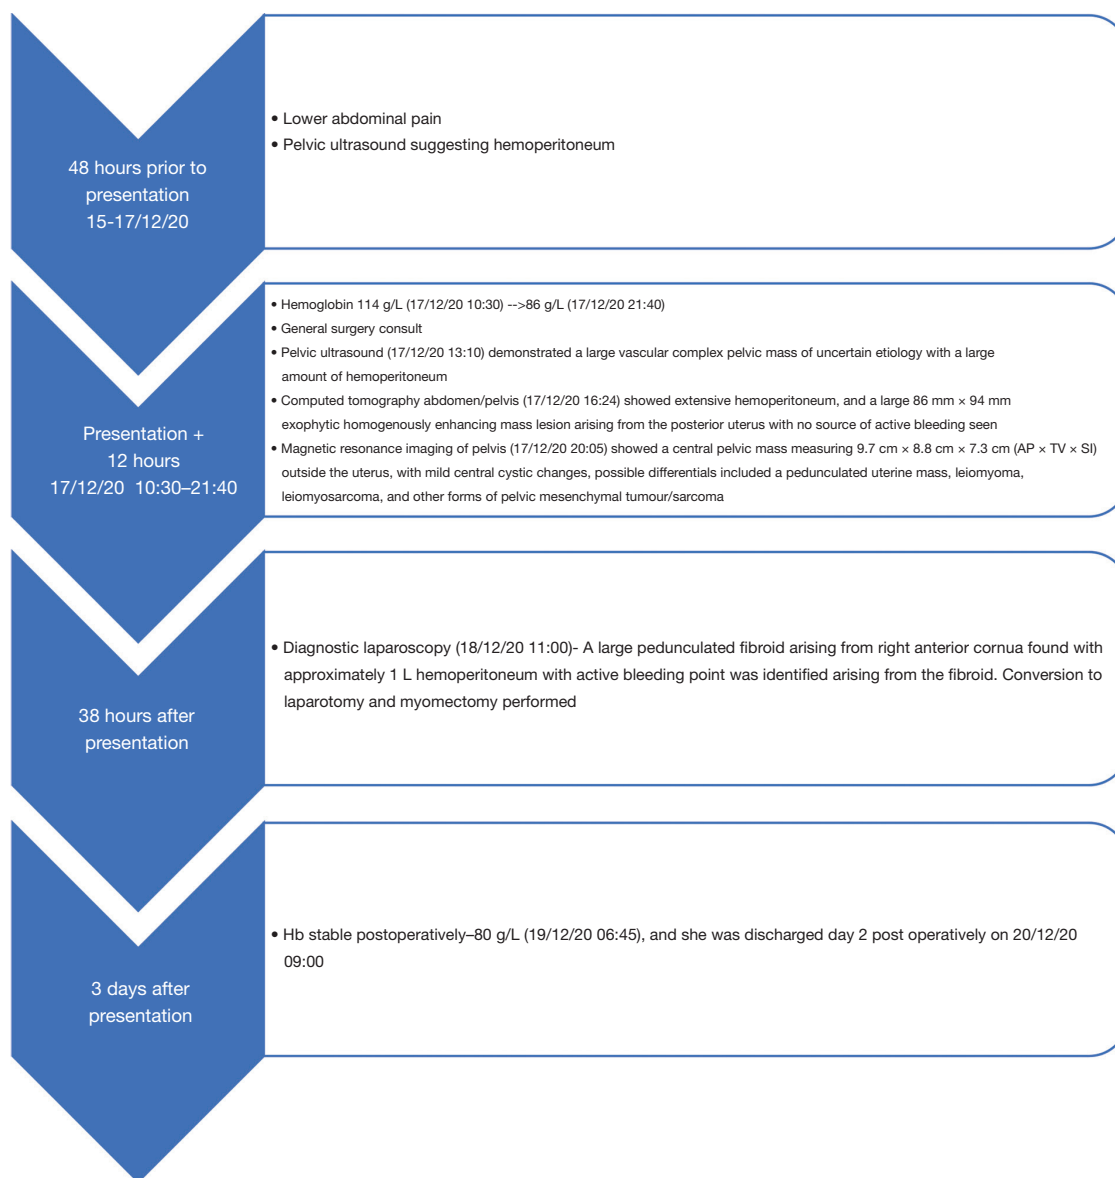 48 hours prior to
presentation
15-17/12/20
• Lower abdominal pain
• Pelvic ultrasound suggesting hemoperitoneum
Presentation +
12 hours
17/12/20 10:30–21:40
• Hemoglobin 114 g/L (17/12/20 10:30) -->86 g/L (17/12/20 21:40)
• General surgery consult
• Pelvic ultrasound (17/12/20 13:10) demonstrated a large vascular complex pelvic mass of uncertain etiology with a large
amount of hemoperitoneum
• Computed tomography abdomen/pelvis (17/12/20 16:24) showed extensive hemoperitoneum, and a large 86 mm × 94 mm
exophytic homogenously enhancing mass lesion arising from the posterior uterus with no source of active bleeding seen
• Magnetic resonance imaging of pelvis (17/12/20 20:05) showed a central pelvic mass measuring 9.7 cm × 8.8 cm × 7.3 cm (AP × TV × SI)
outside the uterus, with mild central cystic changes, possible differentials included a pedunculated uterine mass, leiomyoma,
leiomyosarcoma, and other forms of pelvic mesenchymal tumour/sarcoma
38 hours after
presentation
• Diagnostic laparoscopy (18/12/20 11:00)- A large pedunculated fibroid arising from right anterior cornua found with
approximately 1 L hemoperitoneum with active bleeding point was identified arising from the fibroid. Conversion to
laparotomy and myomectomy performed
3 days after
presentation
• Hb stable postoperatively–80 g/L (19/12/20 06:45), and she was discharged day 2 post operatively on 20/12/20
09:00